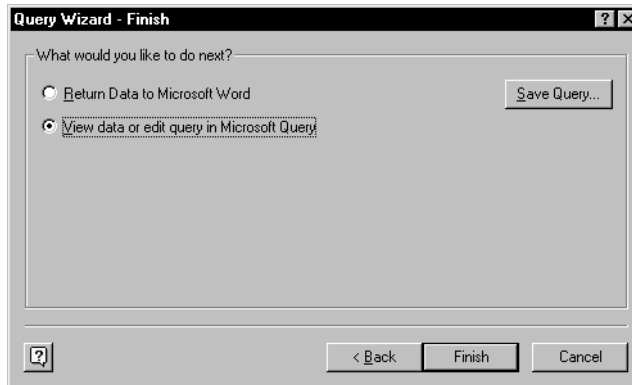 Query Wizard - Finish
What would you like to do next?
Return Data to Microsoft Word
Save Query...
View data or edit query in Microsoft Query
< Back
Finish
Cancel